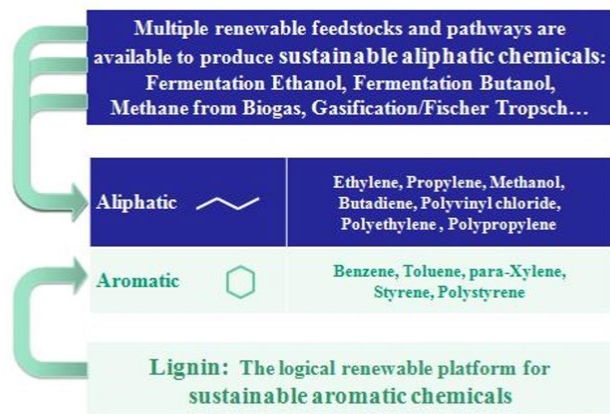 Multiple renewable feedstocks and pathways are
available to produce sustainable aliphatic chemicals:
Fermentation Ethanol, Fermentation Butanol,
Methane from Biogas, Gasification/Fischer Tropsch...
Aliphatic
Ethylene, Propylene, Methanol,
Butadiene, Polyvinyl chloride,
Polyethylene , Polypropylene
Aromatic
Benzene, Toluene, para-Xylene,
Styrene, Polystyrene
Lignin: The logical renewable platform for
sustainable aromatic chemicals